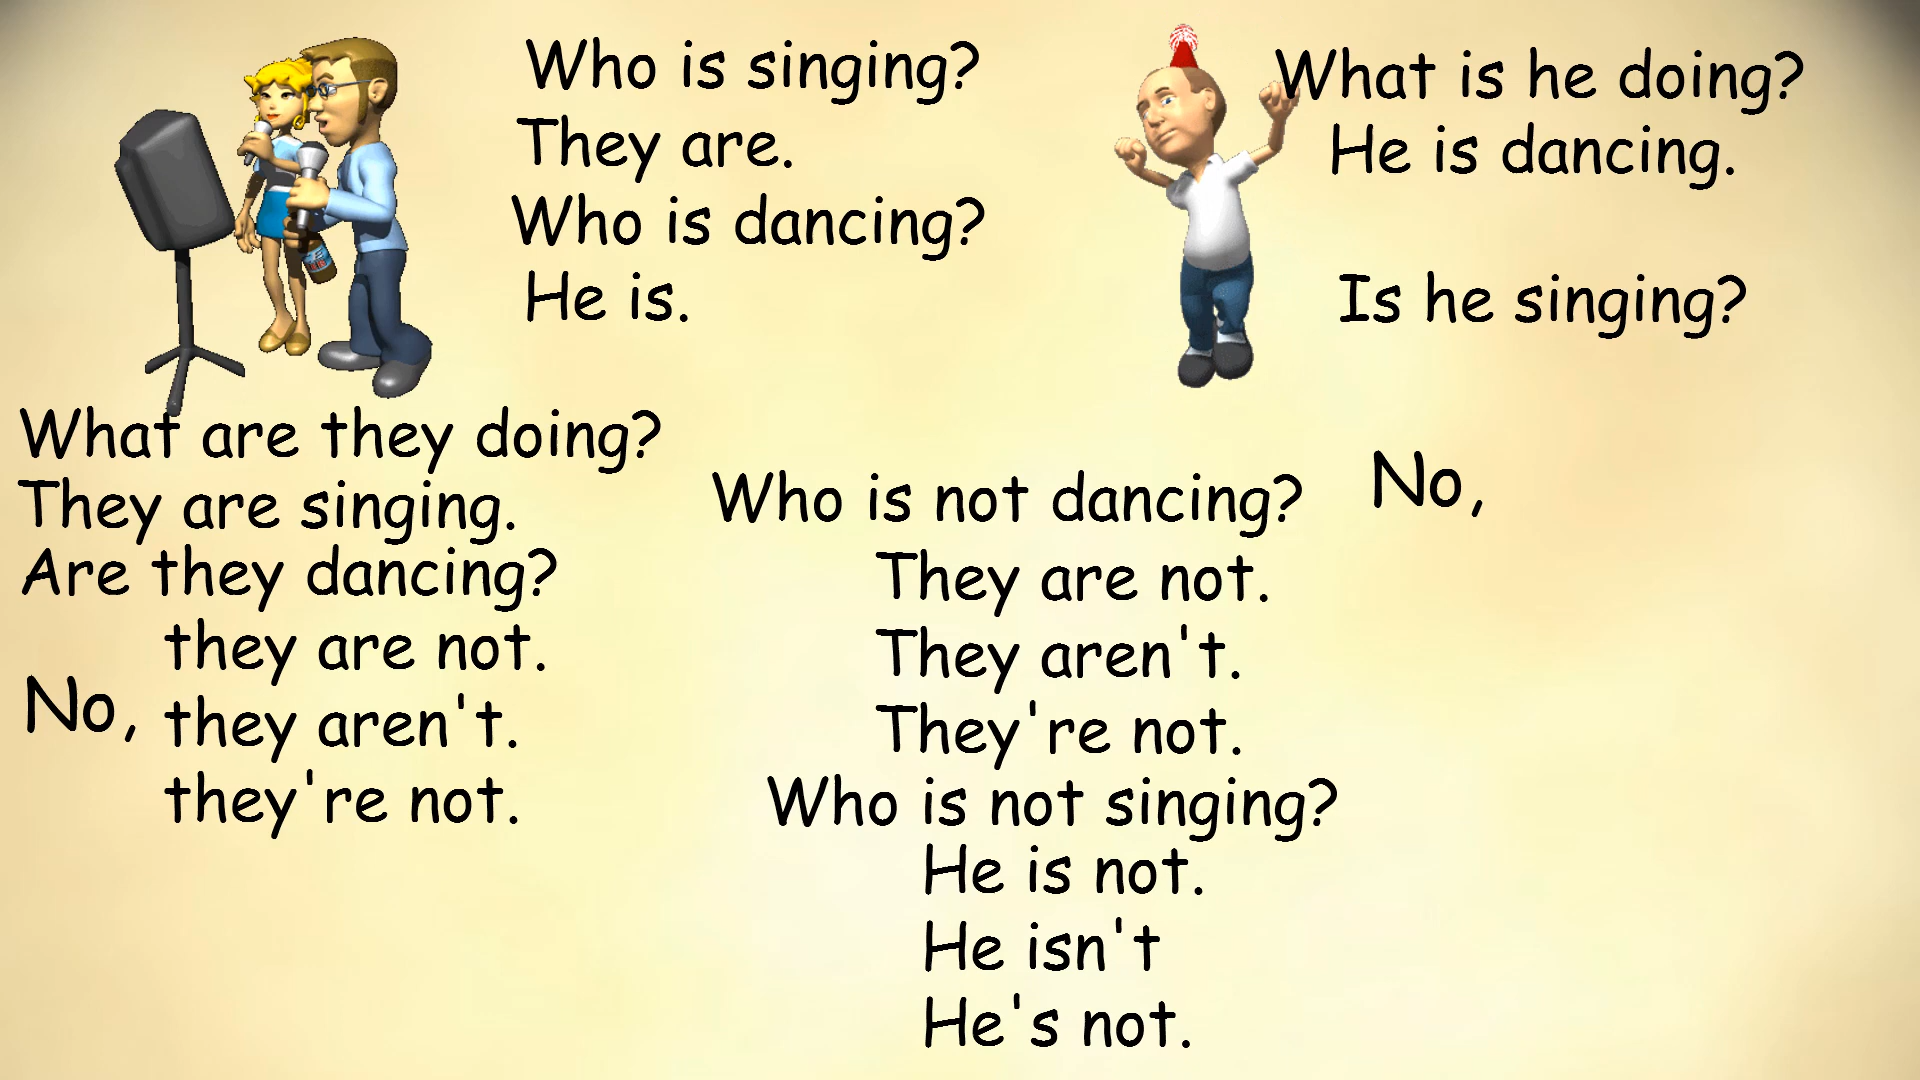 Who is singing?
They are.
Who is dancing?
He is.
What is he doing?
He is dancing.
Is he singing?
No,
What are they doing?
They are singing.
Are they dancing?
they are not.
No, they aren't.
they're not.
Who is not dancing?
They are not.
They aren't.
They're not.
Who is not singing?
He is not.
He isn't
He's not.